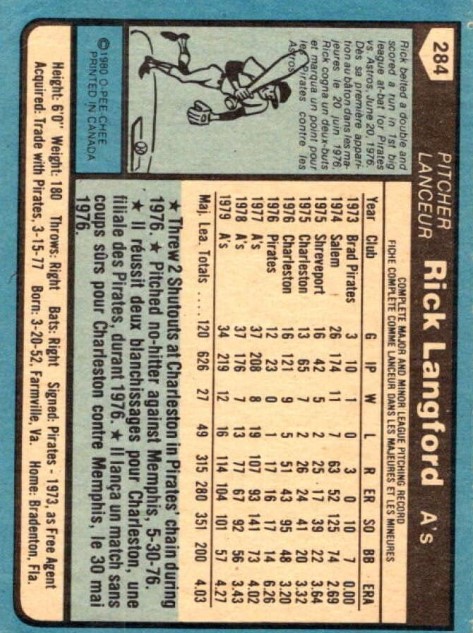 284
PITCHER
LANCEUR
Rick Langford A's
COMPLETE MAJOR AND MINOR LEAGUE PITCHING RECORD
FICHE COMPLÈTE COMME LANCEUR DANS LES MAJEURES ET LES MINEURES
Year Club G IP W L R ER SO BB ERA
1973 Brad Pirates 3 10 1 0 3 0 10 7 0.00
1974 Salem 26 174 11 7 63 52 125 74 2.69
1975 Shreveport 16 42 5 2 25 17 39 22 3.64
1975 Charleston 13 65 7 2 26 24 41 20 3.32
1976 Charleston 16 121 9 5 51 43 95 48 3.20
1976 Pirates 12 23 0 1 17 16 17 14 6.26
1977 A's 37 208 8 19 107 93 141 73 4.02
1978 A's 37 176 7 13 77 67 92 56 3.43
1979 A's 34 219 12 16 114 104 101 57 4.27
Maj. Lea. Totals .... 120 626 27 49 315 280 351 200 4.03
Rick belted a double and
scored a run in 1st big
league at-bat for Pirates
vs. Astros, June 20, 1976.
Dès sa première appari-
tion au bâton dans les ma-
jeures le 20 juin 1976,
Rick cogna un deux-buts
et marqua un point pour
les Pirates contre les
Astros.
© 1980 O-PEE-CHEE
PRINTED IN CANADA
★ Threw 2 Shutouts at Charleston in Pirates' chain during
1976. ★ Pitched no-hitter against Memphis, 5-30-76.
★ Il réussit deux blanchissages pour Charleston, une
filiale des Pirates, durant 1976. ★ Il lança un match sans
coups sûrs pour Charleston contre Memphis, le 30 mai
1976.
Height: 6'0" Weight: 180 Throws: Right Bats: Right Signed: Pirates - 1973, as Free Agent
Acquired: Trade with Pirates, 3-15-77 Born: 3-20-52, Farmville, Va. Home: Bradenton, Fla.